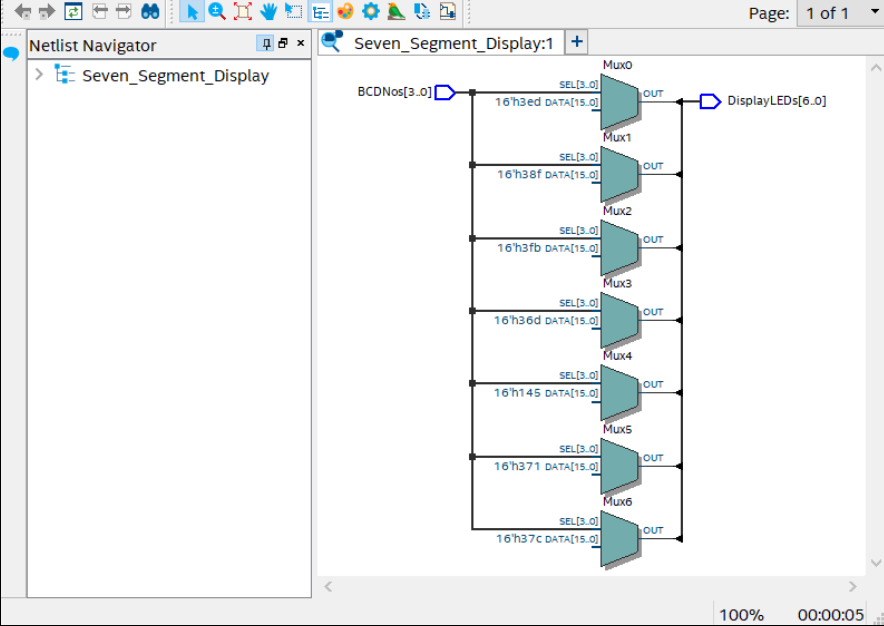 Page: 1 of 1
Netlist Navigator
Seven_Segment_Display:1
Seven_Segment_Display
BCDNos[3..0]
DisplayLEDs[6..0]
Mux0
SEL[3..0]
OUT
16'h3ed DATA[15..0]
Mux1
SEL[3..0]
OUT
16'h38f DATA[15..0]
Mux2
SEL[3..0]
OUT
16'h3fb DATA[15..0]
Mux3
SEL[3..0]
OUT
16'h36d DATA[15..0]
Mux4
SEL[3..0]
OUT
16'h145 DATA[15..0]
Mux5
SEL[3..0]
OUT
16'h371 DATA[15..0]
Mux6
SEL[3..0]
OUT
16'h37c DATA[15..0]
100% 00:00:05